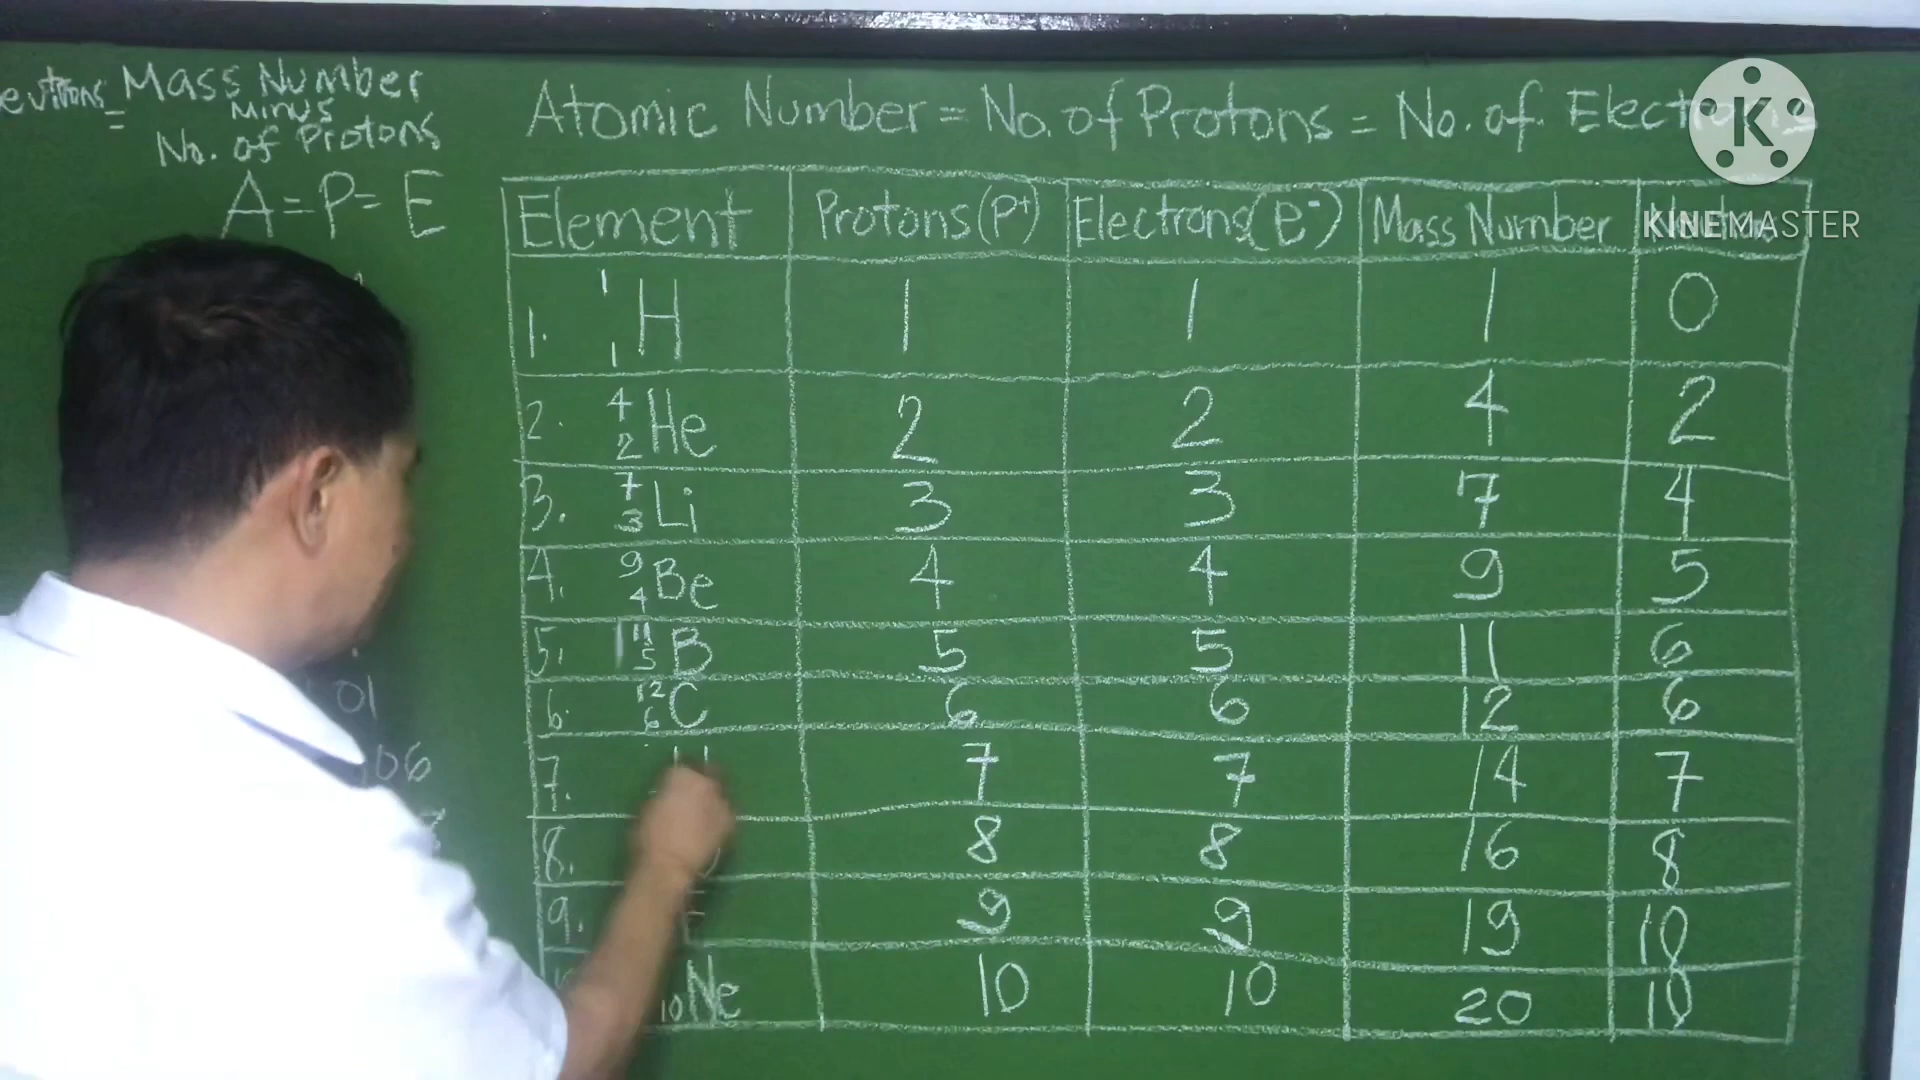 = Mass Number
Minus
No. of Protons
A = P = E
Atomic Number = No. of Protons = No. of Electrons
Element Protons (P+) Electrons (e-) Mass Number
1. 1 1 H 1 1 1 0
2. 4 2 He 2 2 4 2
3. 7 3 Li 3 3 7 4
4. 9 4 Be 4 4 9 5
5. 11 5 B 5 5 11 6
6. 12 6 C 6 6 12 6
7. 7 7 14 7
8. 8 8 16 8
9. F 9 9 19 10
10 Ne 10 10 20 10
01
06
K
KINEMASTER